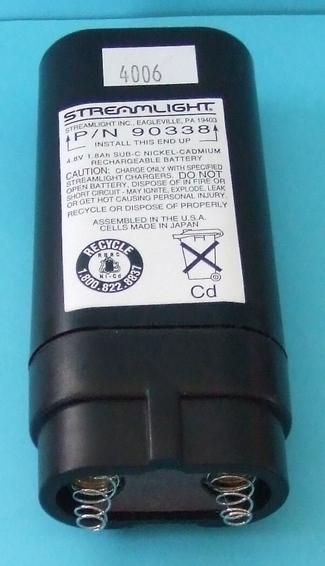 4006
STREAMLIGHT
STREAMLIGHT INC., EAGLEVILLE, PA 19403
P/N 90338
INSTALL THIS END UP
4.8V 1.8Ah SUB-C NICKEL-CADMIUM
RECHARGEABLE BATTERY
CAUTION: CHARGE ONLY WITH SPECIFIED
STREAMLIGHT CHARGERS. DO NOT
OPEN BATTERY, DISPOSE OF IN FIRE OR
SHORT CIRCUIT - MAY IGNITE, EXPLODE, LEAK
OR GET HOT CAUSING PERSONAL INJURY.
RECYCLE OR DISPOSE OF PROPERLY
ASSEMBLED IN THE U.S.A.
CELLS MADE IN JAPAN
RECYCLE
RBRC
Ni-Cd
1.800.822.8837
Cd